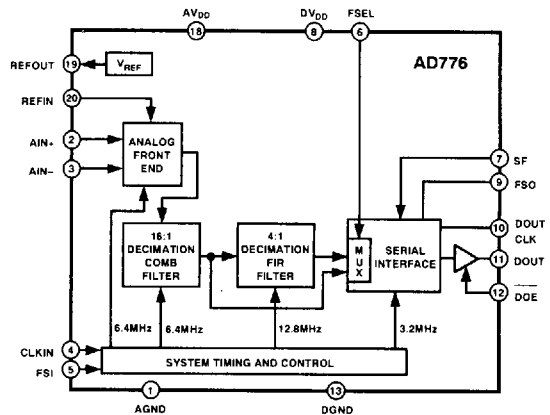 AVDD
DVDD
FSEL
18
8
6
AD776
REFOUT
19
VREF
REFIN
20
AIN+
2
AIN–
3
ANALOG
FRONT
END
7
SF
9
FSO
10
DOUT
CLK
11
DOUT
12
DOE
16:1
DECIMATION
COMB
FILTER
4:1
DECIMATION
FIR
FILTER
MUX
SERIAL
INTERFACE
6.4MHz
6.4MHz
12.8MHz
3.2MHz
CLKIN
4
FSI
5
SYSTEM TIMING AND CONTROL
1
13
AGND
DGND